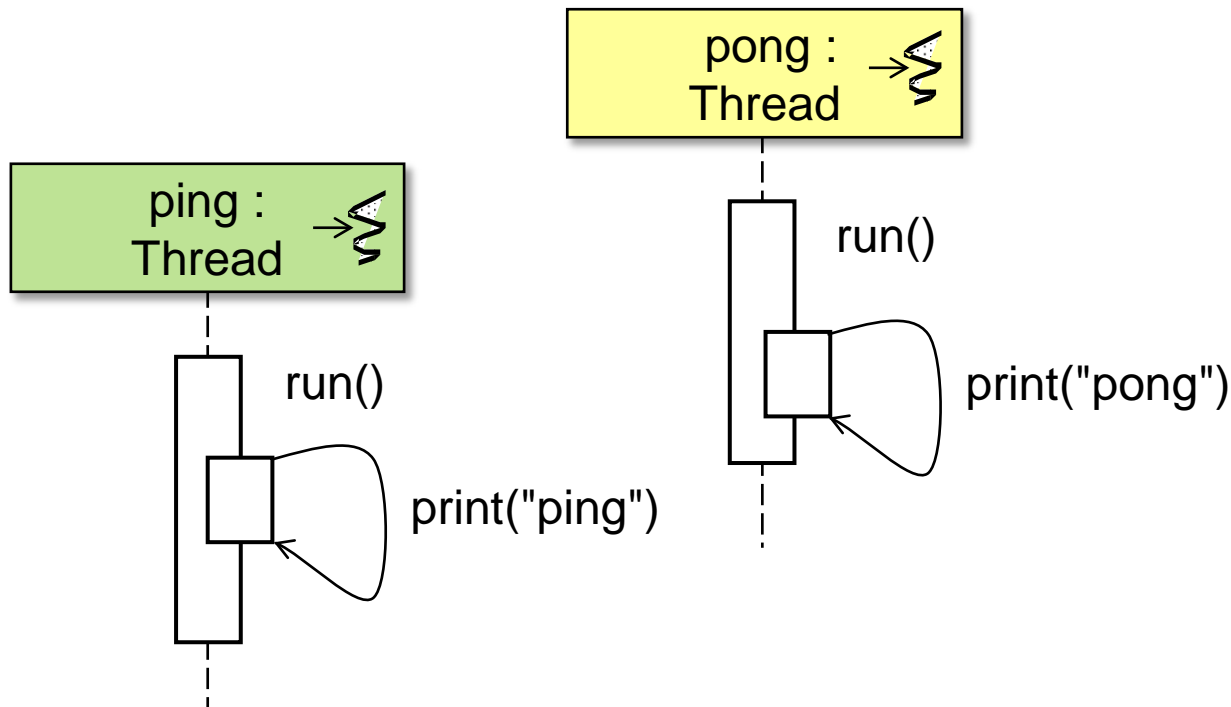 pong :
Thread
run()
print("pong")
ping :
Thread
run()
print("ping")